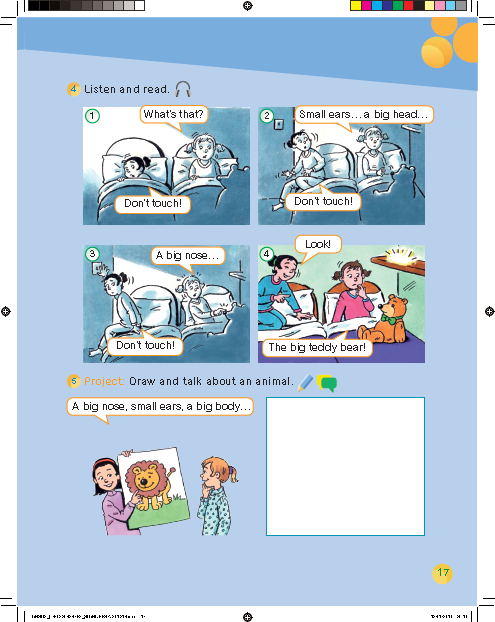 4 Listen and read.
1
What's that?
Don't touch!
2
Small ears... a big head...
Don't touch!
3
A big nose...
Don't touch!
4
Look!
The big teddy bear!
5 Project: Draw and talk about an animal.
A big nose, small ears, a big body...
17